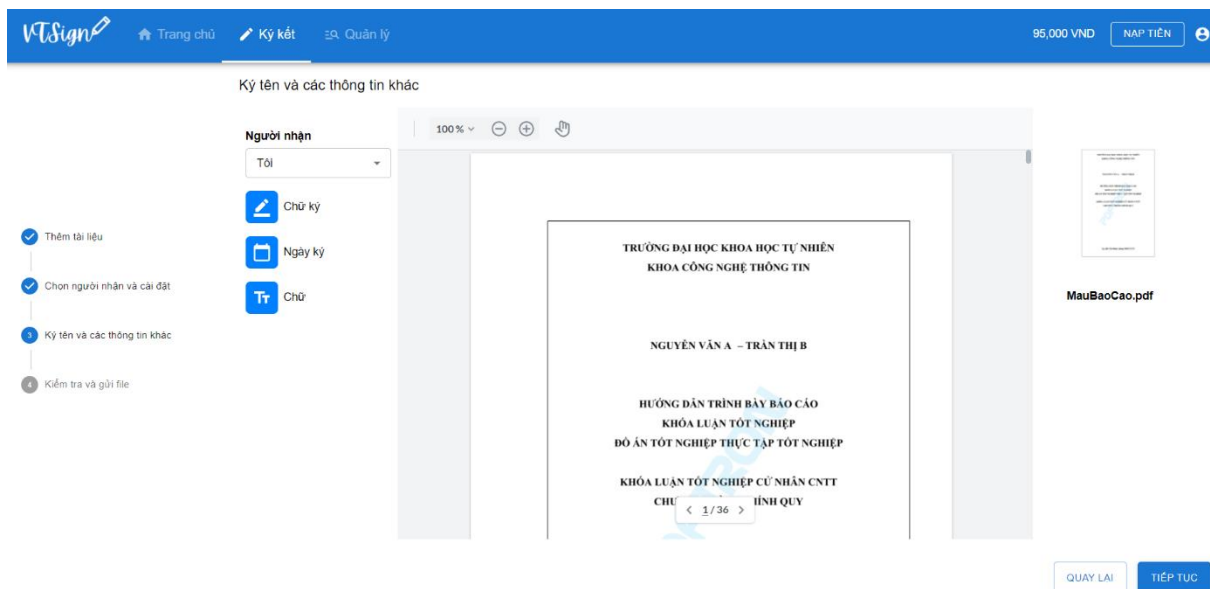 VTSign
Trang chủ
Ký kết
Quản lý
95,000 VND
NẠP TIỀN
Ký tên và các thông tin khác
Người nhận
Tôi
Chữ ký
Ngày ký
Chữ
Thêm tài liệu
Chọn người nhận và cài đặt
3 Ký tên và các thông tin khác
4 Kiểm tra và gửi file
100 %
TRƯỜNG ĐẠI HỌC KHOA HỌC TỰ NHIÊN
KHOA CÔNG NGHỆ THÔNG TIN
NGUYỄN VĂN A – TRẦN THỊ B
HƯỚNG DẪN TRÌNH BÀY BÁO CÁO
KHÓA LUẬN TỐT NGHIỆP
ĐỒ ÁN TỐT NGHIỆP THỰC TẬP TỐT NGHIỆP
KHÓA LUẬN TỐT NGHIỆP CỬ NHÂN CNTT
QUY
1 / 36
MauBaoCao.pdf
QUAY LẠI
TIẾP TỤC